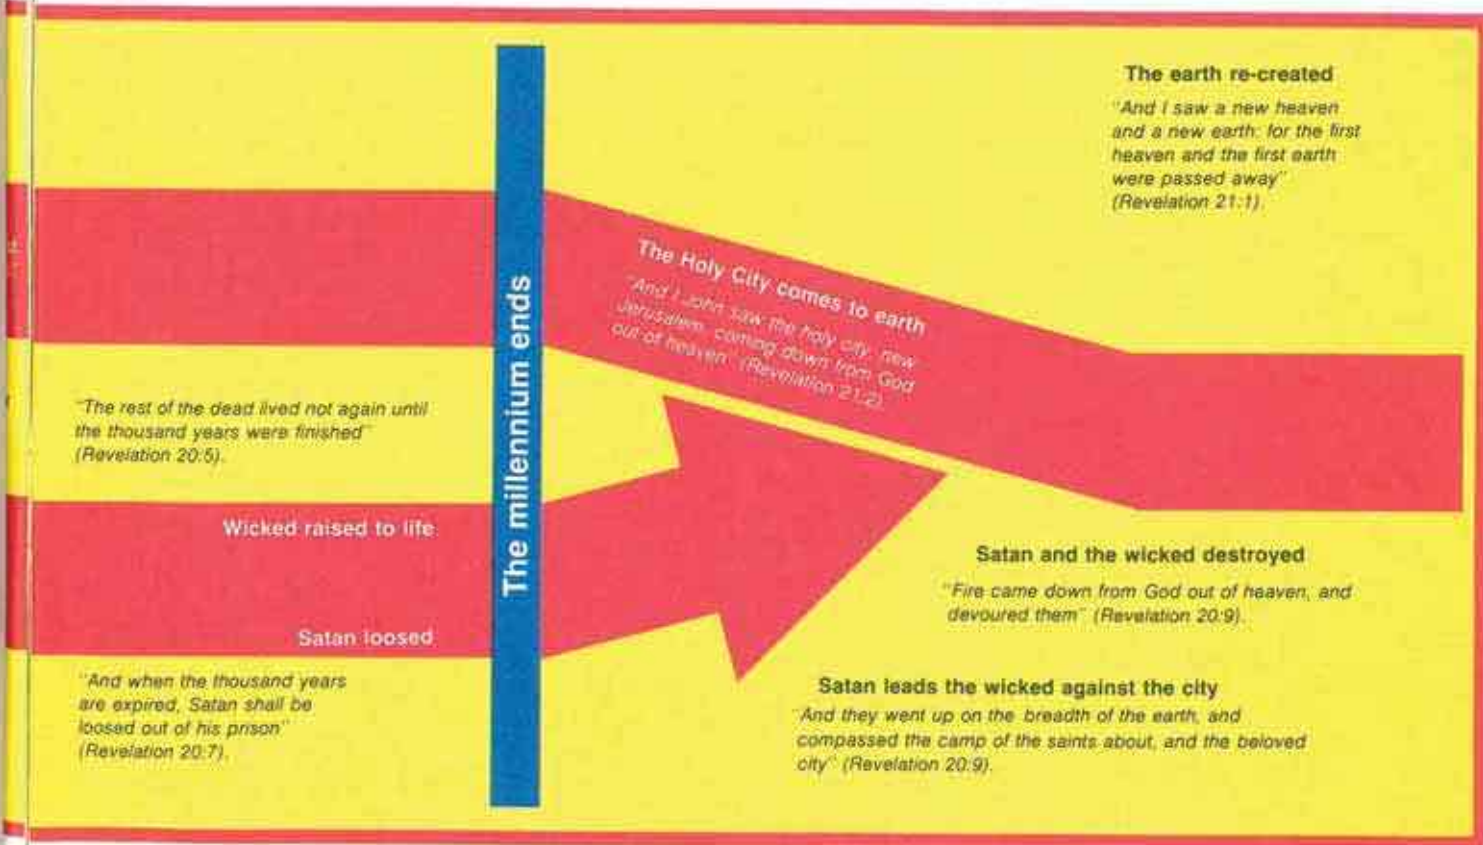 The earth re-created
"And I saw a new heaven
and a new earth: for the first
heaven and the first earth
were passed away"
(Revelation 21:1).
The Holy City comes to earth
"And I John saw the holy city, new
Jerusalem, coming down from God
out of heaven" (Revelation 21:2).
The millennium ends
"The rest of the dead lived not again until
the thousand years were finished"
(Revelation 20:5).
Wicked raised to life
Satan loosed
"And when the thousand years
are expired, Satan shall be
loosed out of his prison"
(Revelation 20:7).
Satan and the wicked destroyed
"Fire came down from God out of heaven, and
devoured them" (Revelation 20:9).
Satan leads the wicked against the city
"And they went up on the breadth of the earth, and
compassed the camp of the saints about, and the beloved
city" (Revelation 20:9).